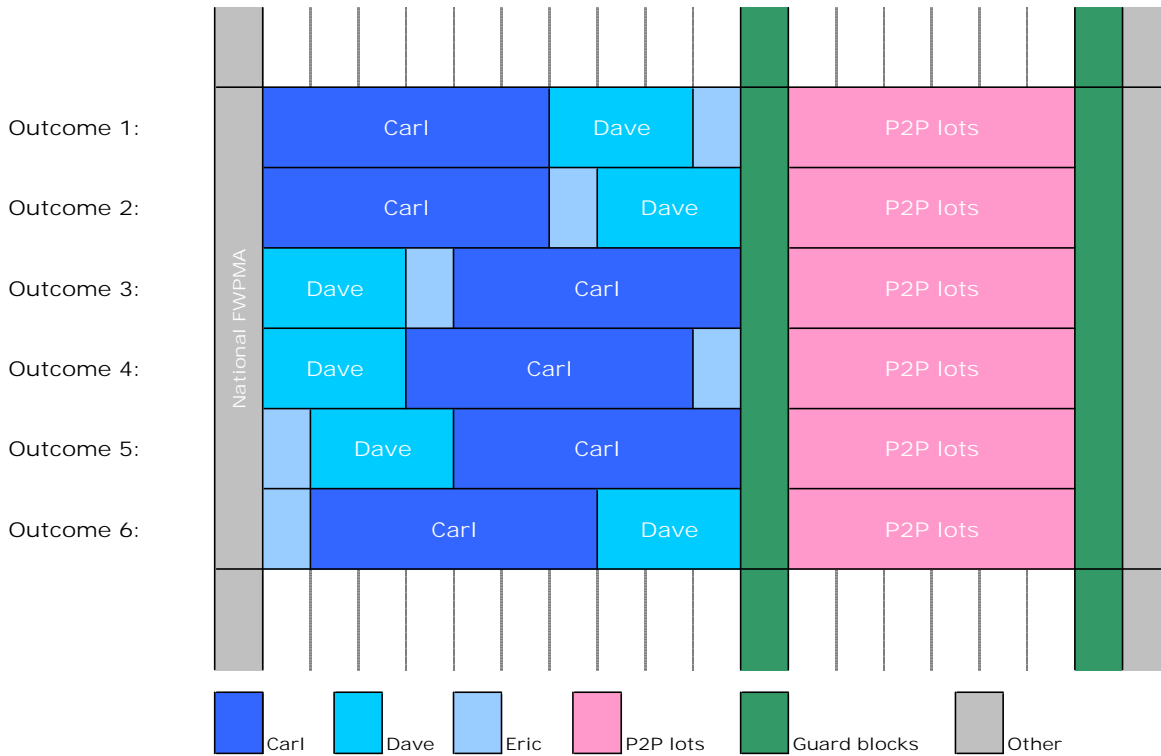 Outcome 1:
Carl
Dave
P2P lots
Outcome 2:
Carl
Dave
P2P lots
Outcome 3:
Dave
Carl
P2P lots
National FWPMA
Outcome 4:
Dave
Carl
P2P lots
Outcome 5:
Dave
Carl
P2P lots
Outcome 6:
Carl
Dave
P2P lots
Carl
Dave
Eric
P2P lots
Guard blocks
Other